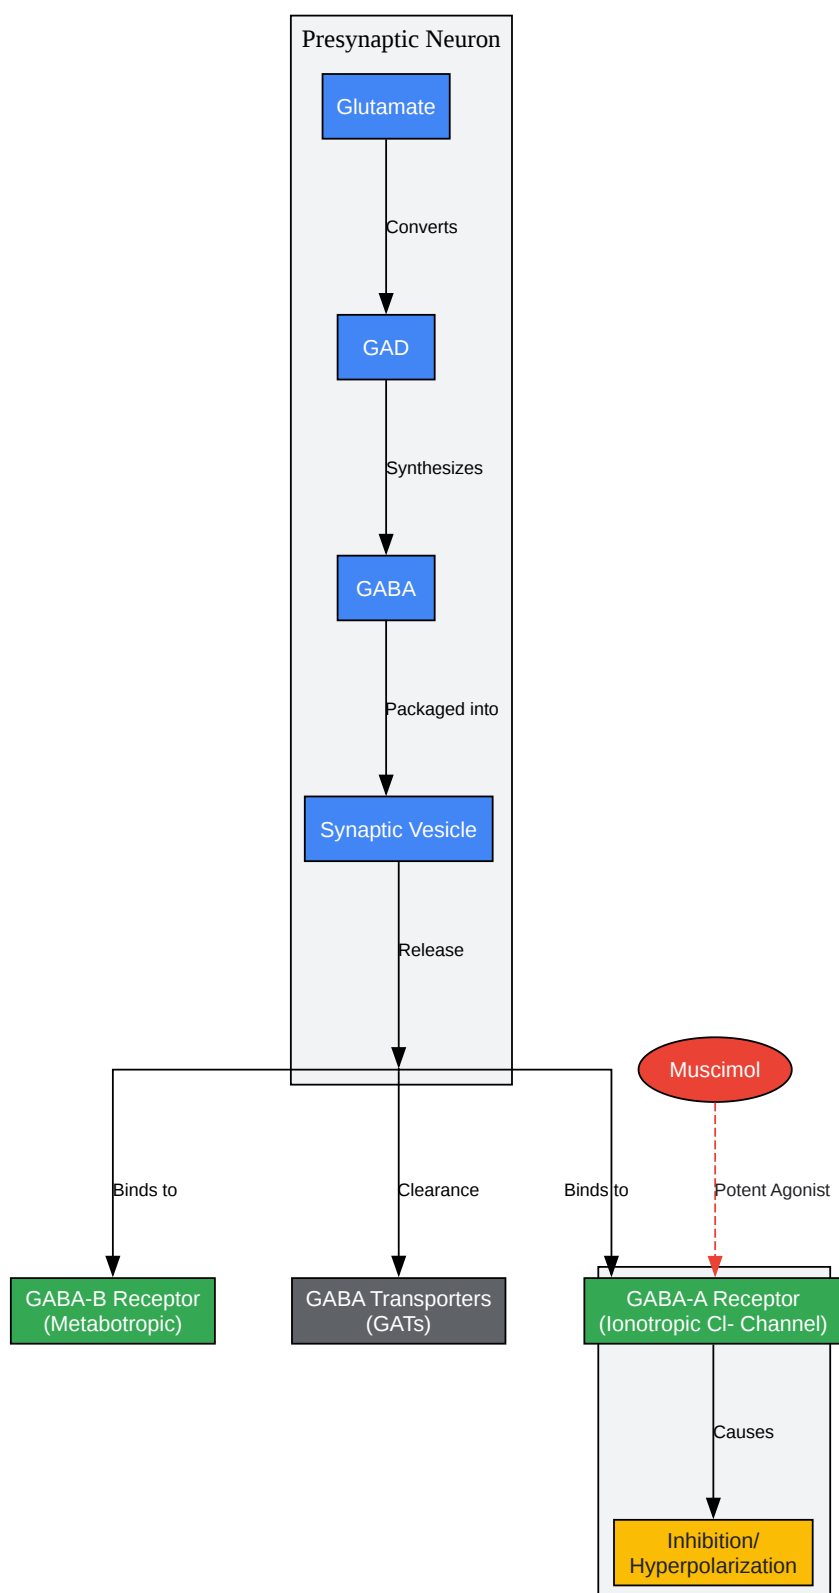 Presynaptic Neuron
Glutamate
Converts
GAD
Synthesizes
GABA
Packaged into
Synaptic Vesicle
Release
Muscimol
Binds to
Clearance
Binds to
Potent Agonist
GABA-B Receptor
(Metabotropic)
GABA Transporters
(GATs)
GABA-A Receptor
(Ionotropic Cl- Channel)
Causes
Inhibition/
Hyperpolarization